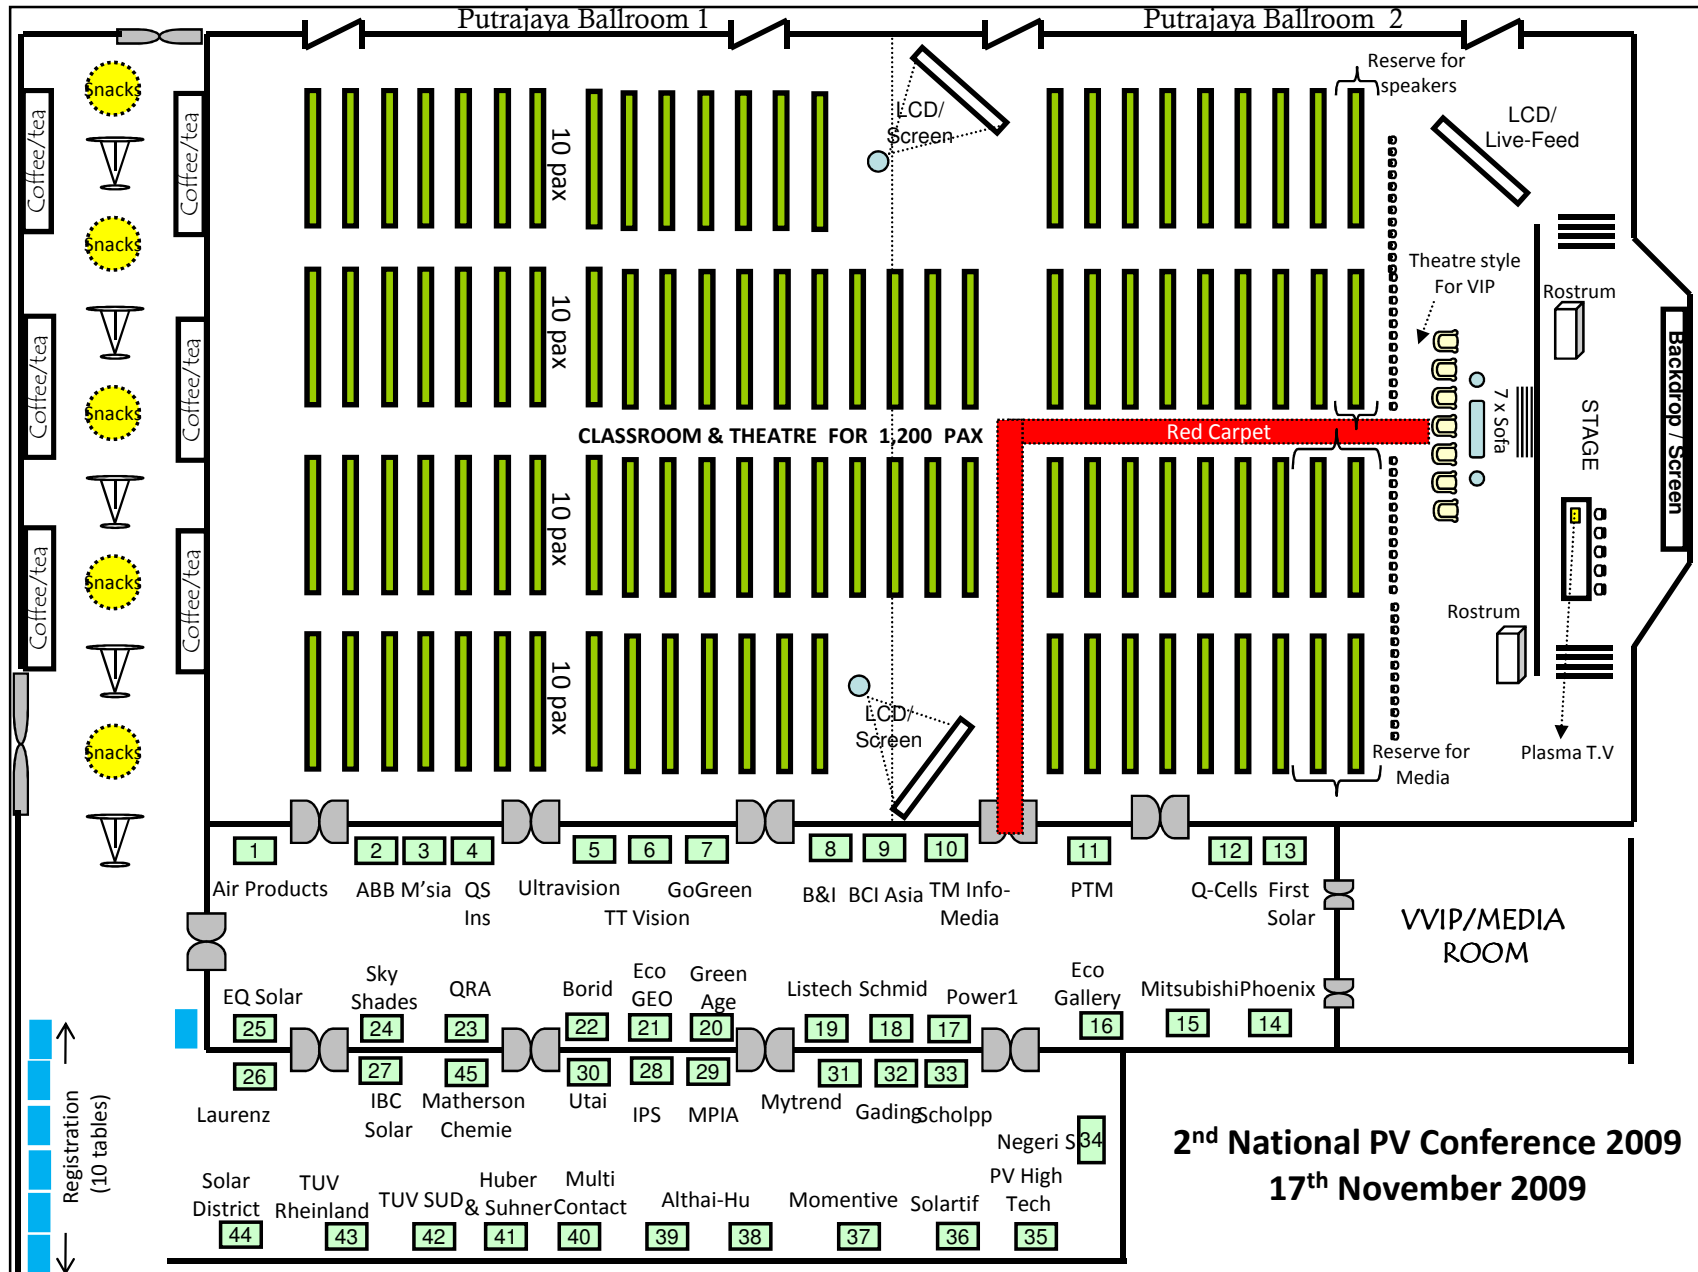 Putrajaya Ballroom 1
Putrajaya Ballroom 2
Reserve for
speakers
Snacks
Coffee/tea
Coffee/tea
10 pax
LCD/
Screen
LCD/
Live-Feed
Snacks
Theatre style
For VIP
Rostrum
10 pax
Coffee/tea
Coffee/tea
Snacks
CLASSROOM & THEATRE FOR 1,200 PAX
Red Carpet
7 x Sofa
STAGE
Backdrop / Screen
10 pax
Coffee/tea
Coffee/tea
Snacks
Rostrum
10 pax
LCD/
Screen
Snacks
Reserve for
Media
Plasma T.V
1
2
3
4
5
6
7
8
9
10
11
12
13
Air Products
ABB
M'sia
QS
Ins
Ultravision
TT Vision
GoGreen
B&I
BCI Asia
TM Info-
Media
PTM
Q-Cells
First
Solar
VVIP/MEDIA
ROOM
EQ Solar
Sky
Shades
QRA
Borid
Eco
GEO
Green
Age
Listech
Schmid
Power1
Eco
Gallery
Mitsubishi
Phoenix
25
24
23
22
21
20
19
18
17
16
15
14
26
27
45
30
28
29
31
32
33
Laurenz
IBC
Solar
Matherson
Chemie
Utai
IPS
MPIA
Mytrend
Gading
Scholpp
Negeri S
34
Registration
(10 tables)
2nd National PV Conference 2009
17th November 2009
Solar
District
TUV
Rheinland
TUV SUD
Huber
& Suhner
Multi
Contact
Althai-Hu
Momentive
Solartif
PV High
Tech
44
43
42
41
40
39
38
37
36
35